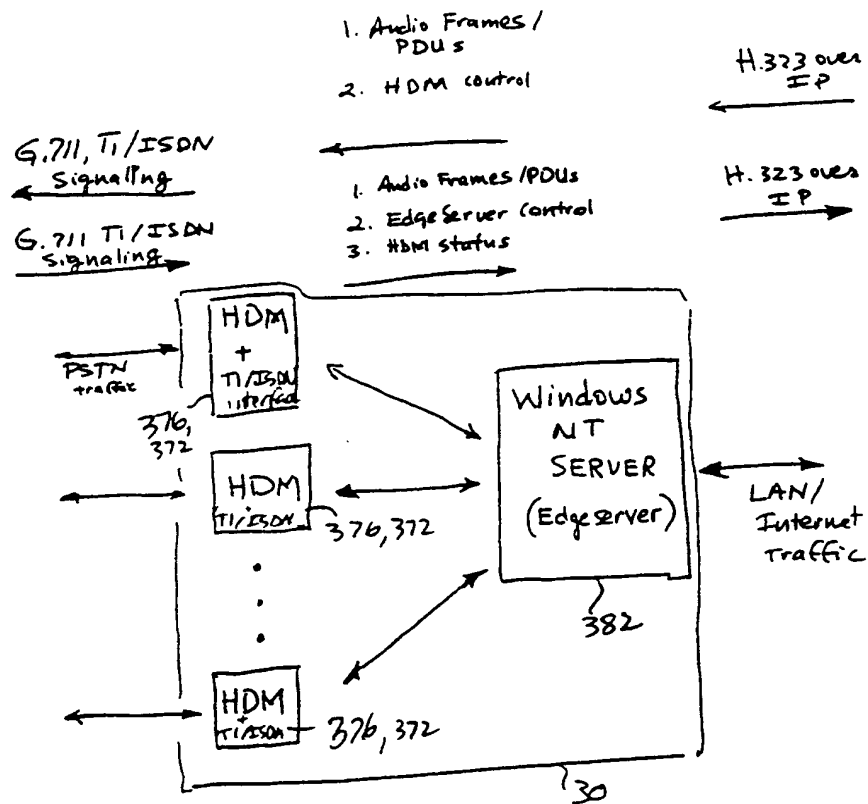 1. Audio Frames/
PDUs
2. HDM control
H.323 over
IP
G.711, T1/ISDN
Signaling
1. Audio Frames/PDUs
2. EdgeServer Control
3. HDM status
H.323 over
IP
G.711 T1/ISDN
signaling
HDM
+
T1/ISDN
interface
PSTN
traffic
376,
372
Windows
NT
SERVER
(Edgeserver)
HDM
T1/ISDN
376,372
LAN/
Internet
Traffic
382
HDM
+
T1/ISDN
376,372
30